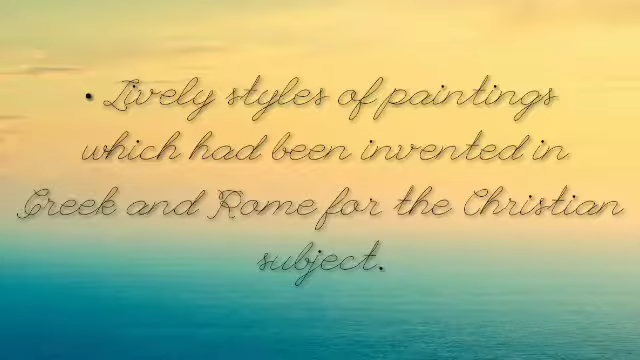 • Lively styles of paintings
which had been invented in
Greek and Rome for the Christian
subject.